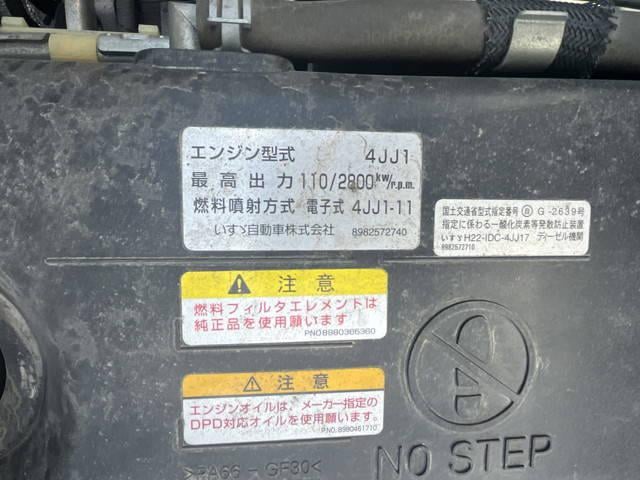 エンジン型式 4JJ1
最高出力 110/2800kw/r.p.m.
燃料噴射方式 電子式 4JJ1-11
いすゞ自動車株式会社 8982572740
国土交通省型式指定番号 Ⓡ G-2639号
指定に係わる一酸化炭素等発散防止装置
いすゞH22-IDC-4JJ17 ディーゼル機関
8982572710
⚠ 注意
燃料フィルタエレメントは
純正品を使用願います
PNO8980365360
⚠ 注意
エンジンオイルは、メーカー指定の
DPD対応オイルを使用願います。
PNO.8980461710
NO STEP
>PA66-GF30<